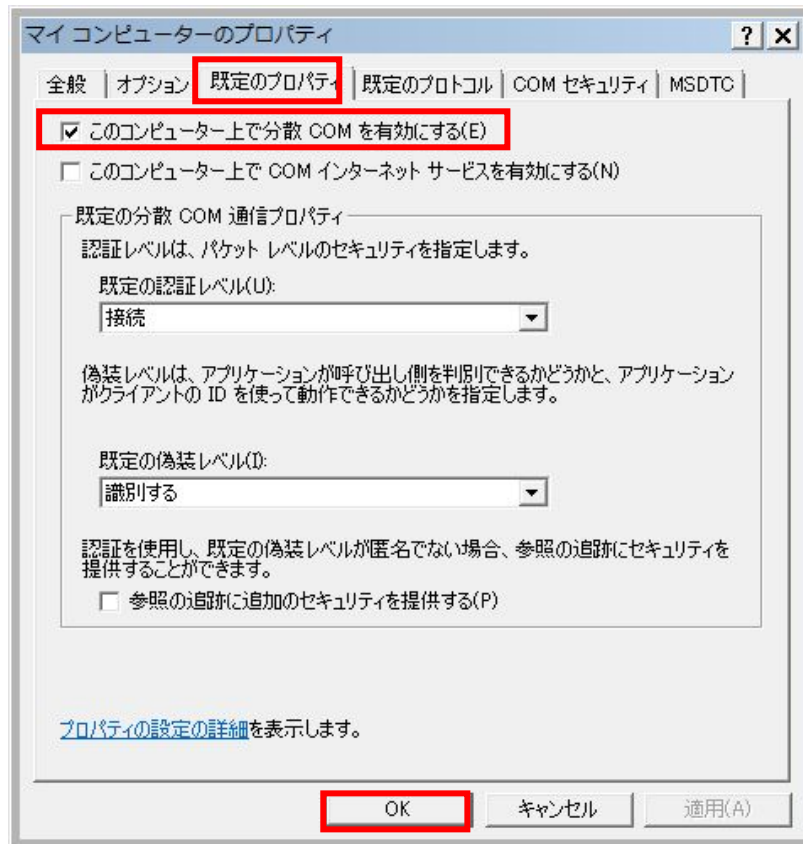 マイ コンピューターのプロパティ
全般 オプション 既定のプロパティ 既定のプロトコル COM セキュリティ MSDTC
このコンピューター上で分散 COM を有効にする(E)
このコンピューター上で COM インターネット サービスを有効にする(N)
既定の分散 COM 通信プロパティ
認証レベルは、パケット レベルのセキュリティを指定します。
既定の認証レベル(U):
接続
偽装レベルは、アプリケーションが呼び出し側を判別できるかどうかと、アプリケーション
がクライアントの ID を使って動作できるかどうかを指定します。
既定の偽装レベル(I):
識別する
認証を使用し、既定の偽装レベルが匿名でない場合、参照の追跡にセキュリティを
提供することができます。
参照の追跡に追加のセキュリティを提供する(P)
プロパティの設定の詳細を表示します。
OK キャンセル 適用(A)